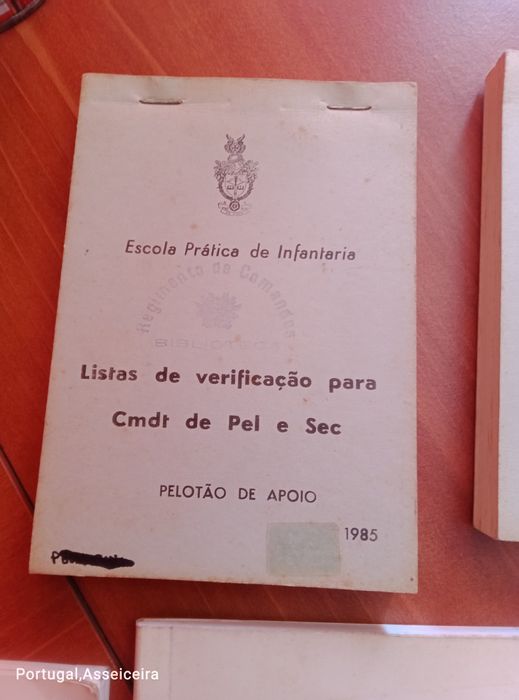 Escola Prática de Infantaria
Regimento de Comandos
BIBLIOTECA
Listas de verificação para
Cmdt de Pel e Sec
PELOTÃO DE APOIO
1985
Portugal,Asseiceira